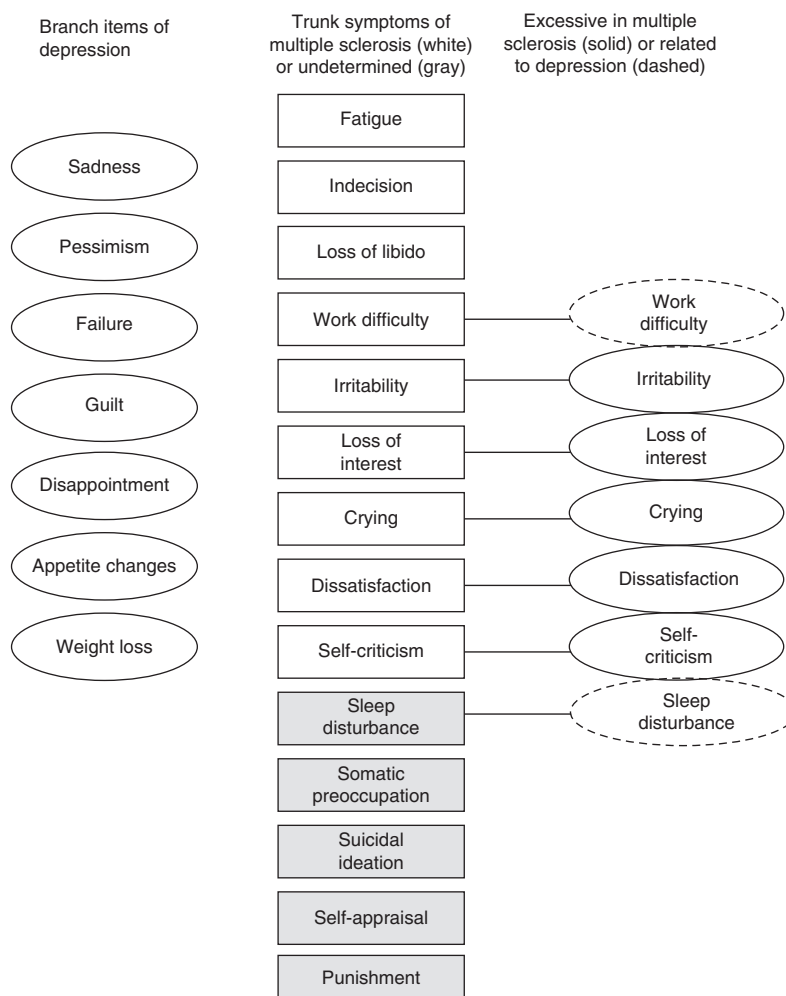 Branch items of
depression
Trunk symptoms of
multiple sclerosis (white)
or undetermined (gray)
Excessive in multiple
sclerosis (solid) or related
to depression (dashed)
Sadness
Pessimism
Failure
Guilt
Disappointment
Appetite changes
Weight loss
Fatigue
Indecision
Loss of libido
Work difficulty
Irritability
Loss of
interest
Crying
Dissatisfaction
Self-criticism
Sleep
disturbance
Somatic
preoccupation
Suicidal
ideation
Self-appraisal
Punishment
Work
difficulty
Irritability
Loss of
interest
Crying
Dissatisfaction
Self-
criticism
Sleep
disturbance